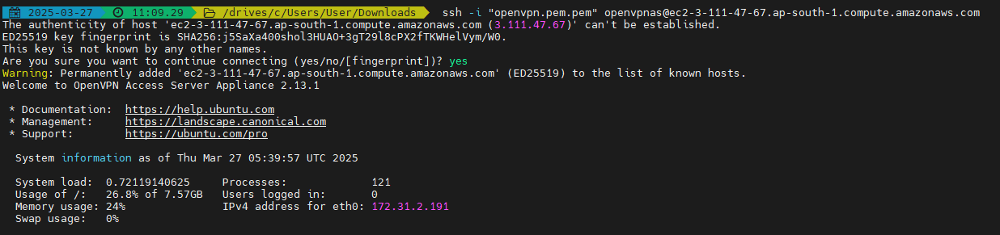 2025-03-27 11:09.29 /drives/c/Users/User/Downloads ssh -i "openvpn.pem.pem" openvpnas@ec2-3-111-47-67.ap-south-1.compute.amazonaws.com
The authenticity of host 'ec2-3-111-47-67.ap-south-1.compute.amazonaws.com (3.111.47.67)' can't be established.
ED25519 key fingerprint is SHA256:j5SaXa400shol3HUAO+3gT29l8cPX2fTKWHelVym/W0.
This key is not known by any other names.
Are you sure you want to continue connecting (yes/no/[fingerprint])? yes
Warning: Permanently added 'ec2-3-111-47-67.ap-south-1.compute.amazonaws.com' (ED25519) to the list of known hosts.
Welcome to OpenVPN Access Server Appliance 2.13.1
* Documentation: https://help.ubuntu.com
* Management: https://landscape.canonical.com
* Support: https://ubuntu.com/pro
System information as of Thu Mar 27 05:39:57 UTC 2025
System load: 0.72119140625 Processes: 121
Usage of /: 26.8% of 7.57GB Users logged in: 0
Memory usage: 24% IPv4 address for eth0: 172.31.2.191
Swap usage: 0%